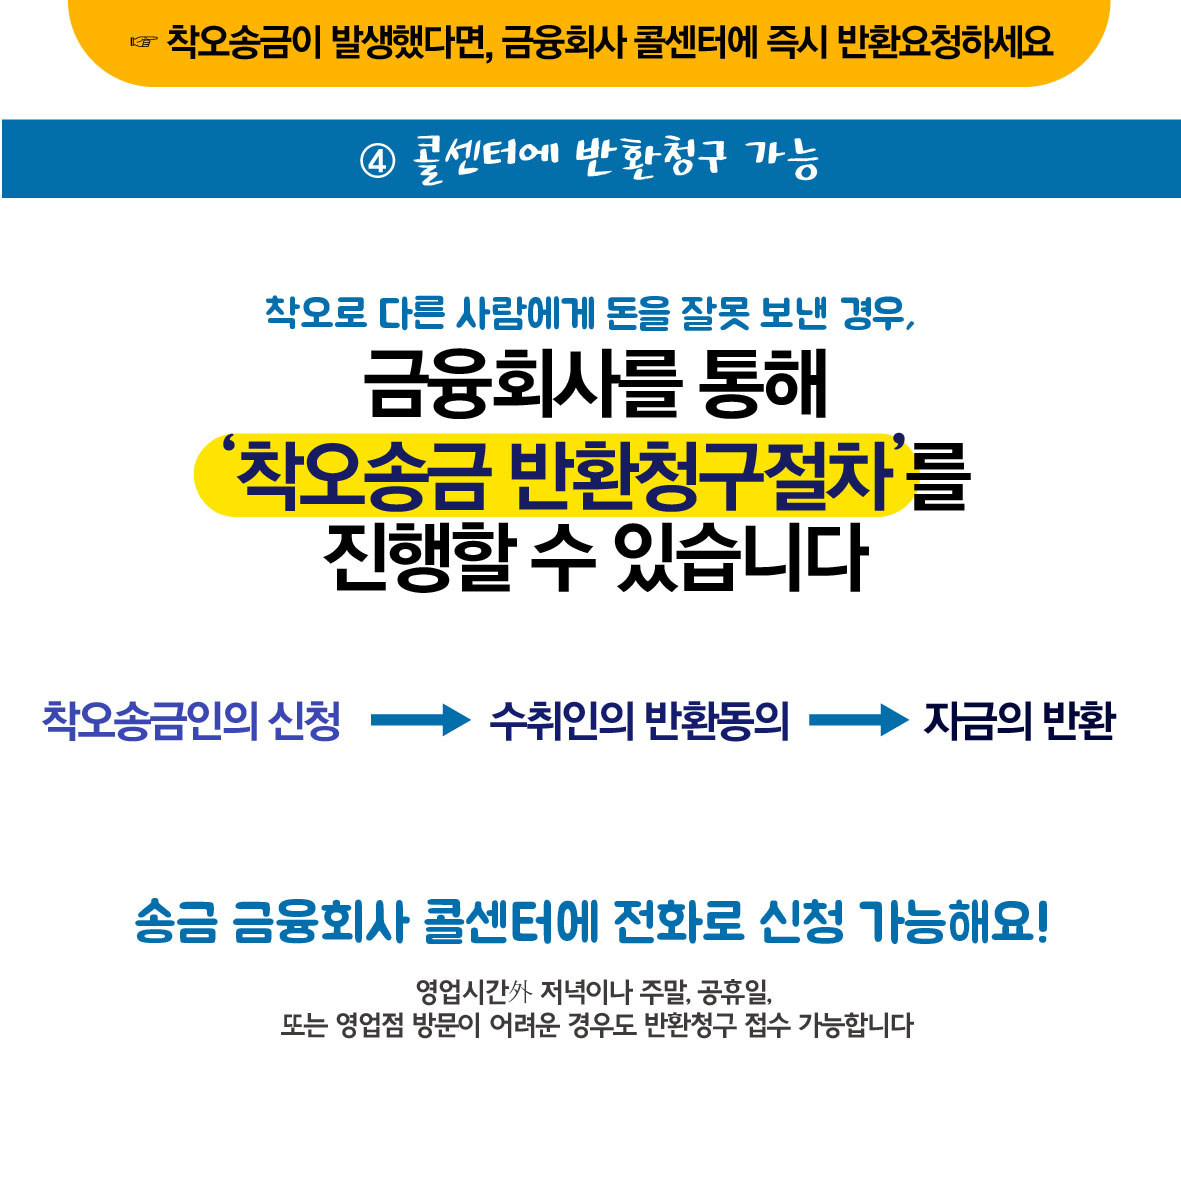 ☞ 착오송금이 발생했다면, 금융회사 콜센터에 즉시 반환요청하세요
④ 콜센터에 반환청구 가능
착오로 다른 사람에게 돈을 잘못 보낸 경우,
금융회사를 통해
‘착오송금 반환청구절차’를
진행할 수 있습니다
착오송금인의 신청 → 수취인의 반환동의 → 자금의 반환
송금 금융회사 콜센터에 전화로 신청 가능해요!
영업시간外 저녁이나 주말, 공휴일,
또는 영업점 방문이 어려운 경우도 반환청구 접수 가능합니다